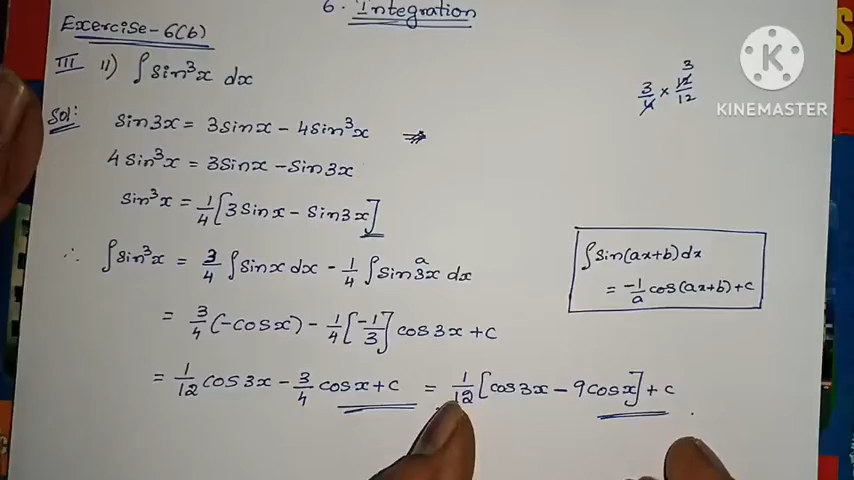 6. Integration
Exercise-6(b)
III 11) ∫sin³x dx
3/4 × 12/12 3
KINEMASTER
Sol: sin3x = 3sinx - 4sin³x ⇒
4sin³x = 3sinx - sin3x
sin³x = 1/4[3sinx - sin3x]
∴ ∫sin³x = 3/4 ∫sinx dx - 1/4 ∫sin3x dx
a
∫sin(ax+b)dx
= -1/a cos(ax+b)+c
= 3/4(-cosx) - 1/4[-1/3]cos3x + c
= 1/12 cos3x - 3/4 cosx + c = 1/12[cos3x - 9cosx] + c